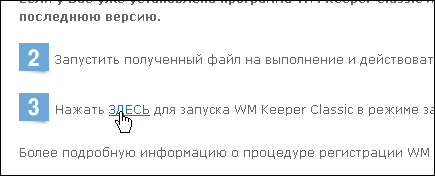 Если у Вас уже установлена программа WM Keeper Classic
последнюю версию.
2 Запустить полученный файл на выполнение и действоват
3 Нажать ЗДЕСЬ для запуска WM Keeper Classic в режиме за
Более подробную информацию о процедуре регистрации WM